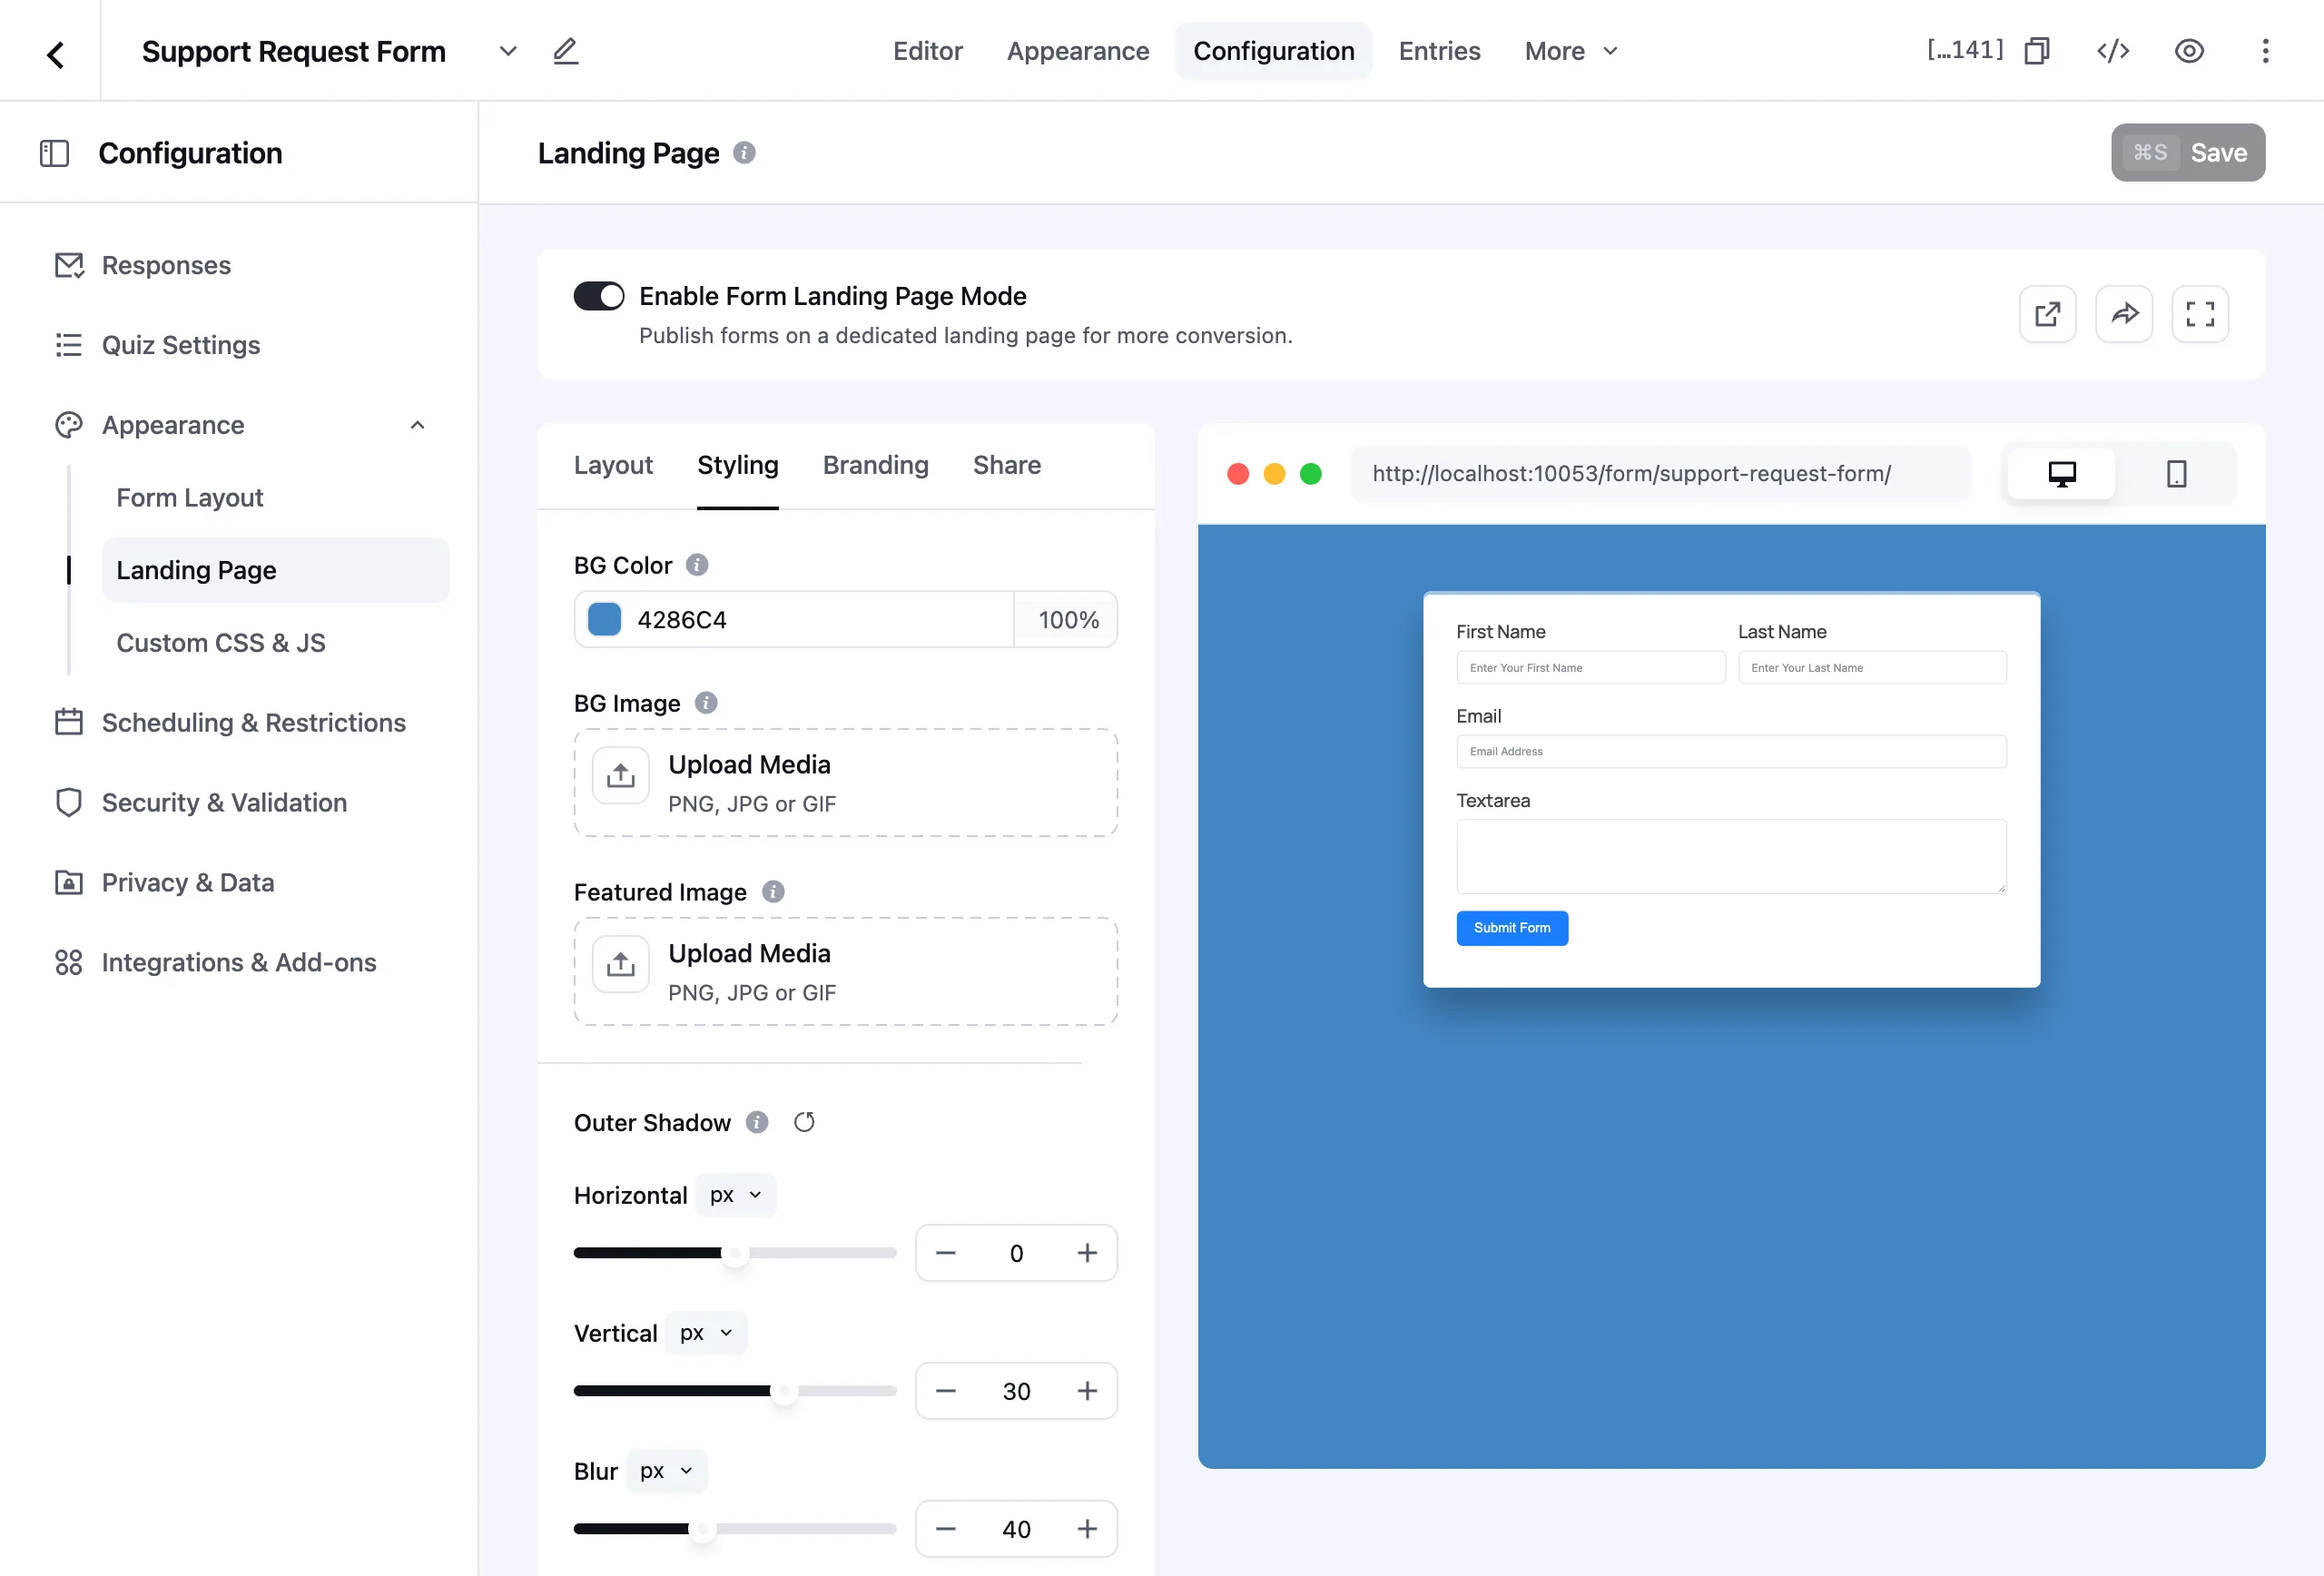 Support Request Form
Editor
Appearance
Configuration
Entries
More
[...141]
Configuration
Landing Page
⌘S Save
Responses
Quiz Settings
Appearance
Form Layout
Landing Page
Custom CSS & JS
Scheduling & Restrictions
Security & Validation
Privacy & Data
Integrations & Add-ons
Enable Form Landing Page Mode
Publish forms on a dedicated landing page for more conversion.
Layout
Styling
Branding
Share
BG Color
4286C4
100%
BG Image
Upload Media
PNG, JPG or GIF
Featured Image
Upload Media
PNG, JPG or GIF
Outer Shadow
Horizontal px
0
Vertical px
30
Blur px
40
http://localhost:10053/form/support-request-form/
First Name
Last Name
Enter Your First Name
Enter Your Last Name
Email
Email Address
Textarea
Submit Form